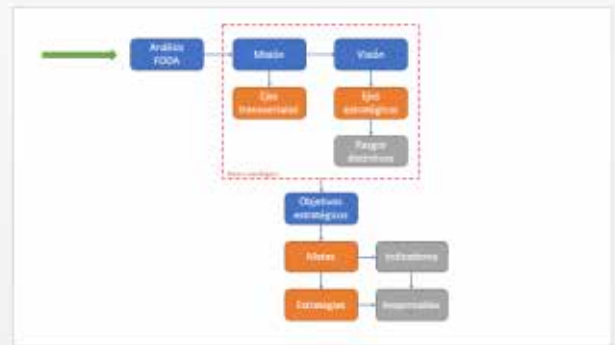 Análisis
FODA
Misión
Visión
Ejes
transversales
Ejes
estratégicos
Rasgos
distintivos
Objetivos
estratégicos
Metas
Indicadores
Estrategias
Responsables